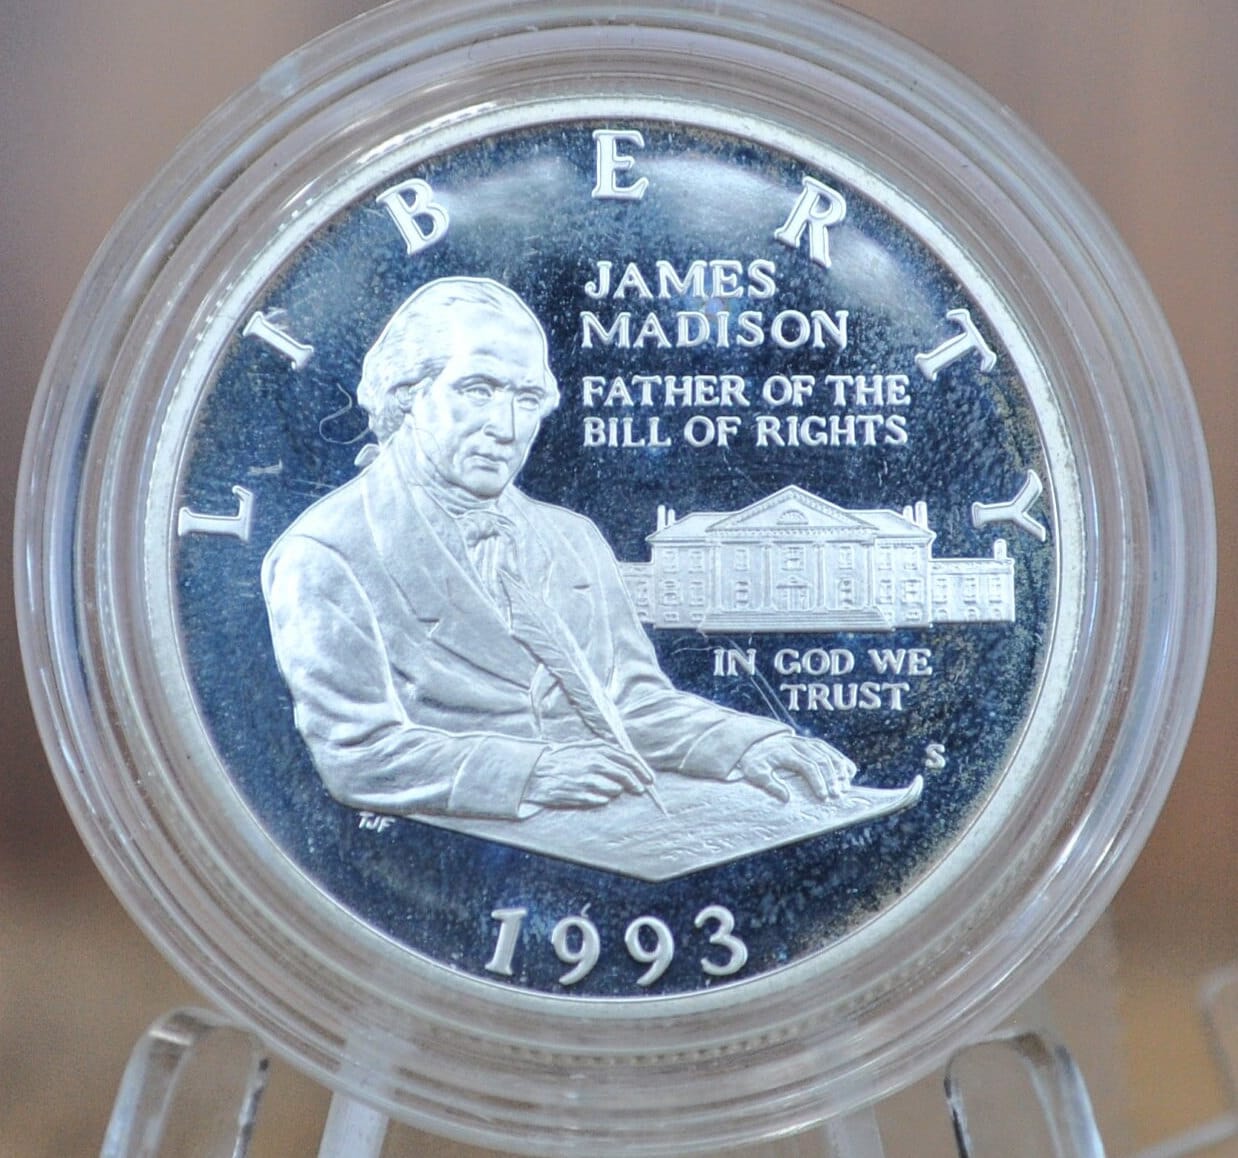 LIBERTY
JAMES
MADISON
FATHER OF THE
BILL OF RIGHTS
IN GOD WE
TRUST
S
TJF
1993